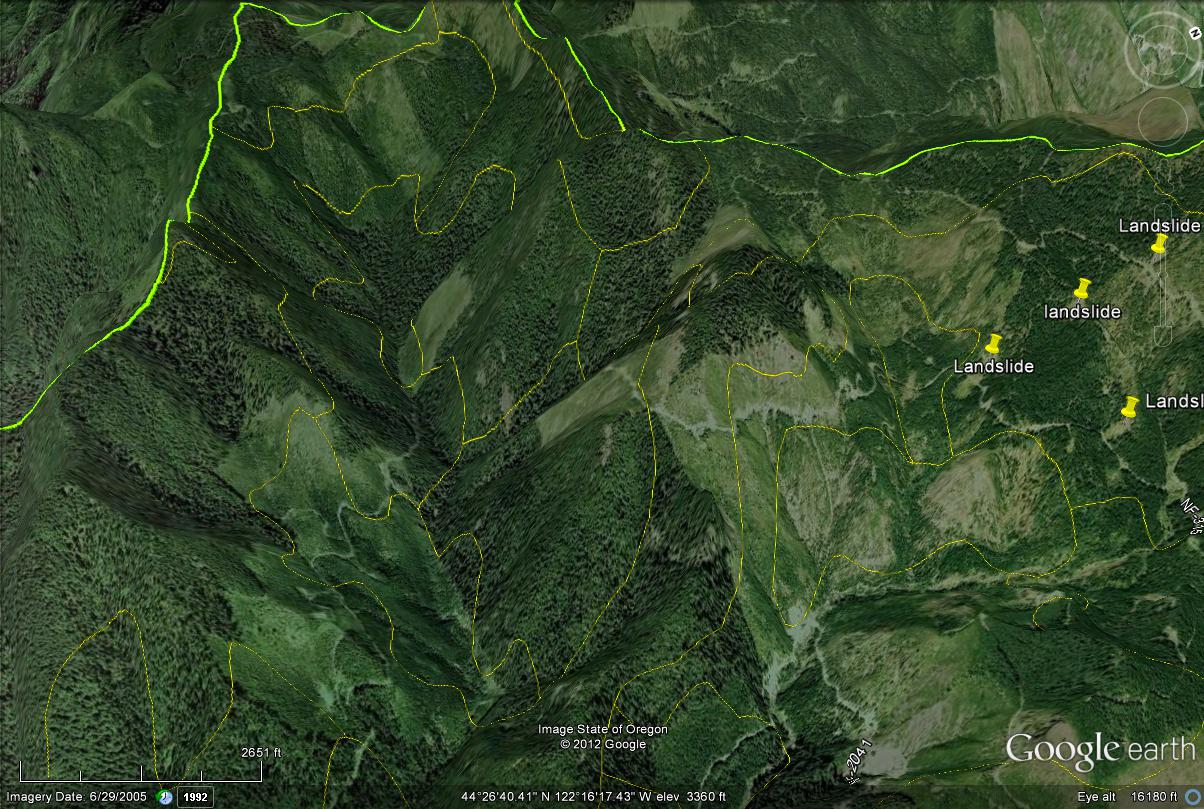 N
Landslide
landslide
Landslide
Landsl
2651 ft
Image State of Oregon
© 2012 Google
Google earth
Imagery Date: 6/29/2005
1992
44°26'40.41" N 122°16'17.43" W elev 3360 ft
Eye alt 16180 ft